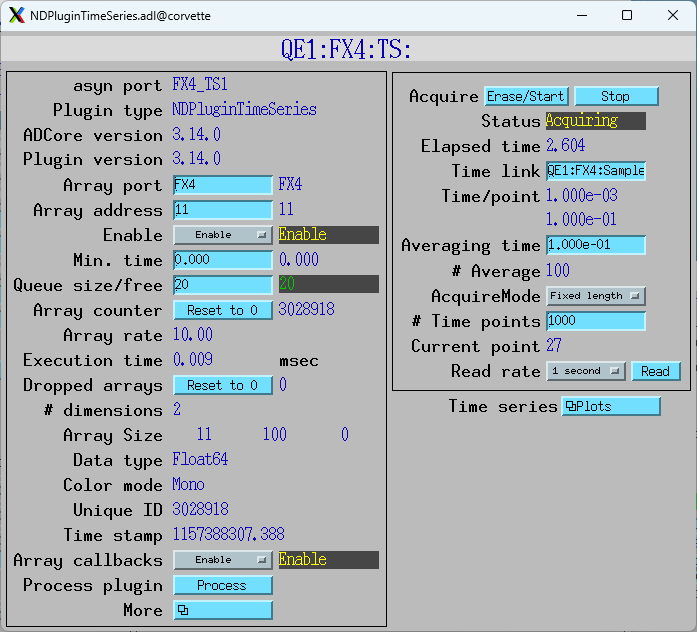 NDPluginTimeSeries.adl@corvette
QE1:FX4:TS:
asyn port FX4_TS1
Plugin type NDPluginTimeSeries
ADCore version 3.14.0
Plugin version 3.14.0
Array port FX4 FX4
Array address 11 11
Enable Enable Enable
Min. time 0.000 0.000
Queue size/free 20 20
Array counter Reset to 0 3028918
Array rate 10.00
Execution time 0.009 msec
Dropped arrays Reset to 0 0
# dimensions 2
Array Size 11 100 0
Data type Float64
Color mode Mono
Unique ID 3028918
Time stamp 1157388307.388
Array callbacks Enable Enable
Process plugin Process
More
Acquire Erase/Start Stop
Status Acquiring
Elapsed time 2.604
Time link QE1:FX4:Sample
Time/point 1.000e-03
1.000e-01
Averaging time 1.000e-01
# Average 100
AcquireMode Fixed length
# Time points 1000
Current point 27
Read rate 1 second Read
Time series Plots